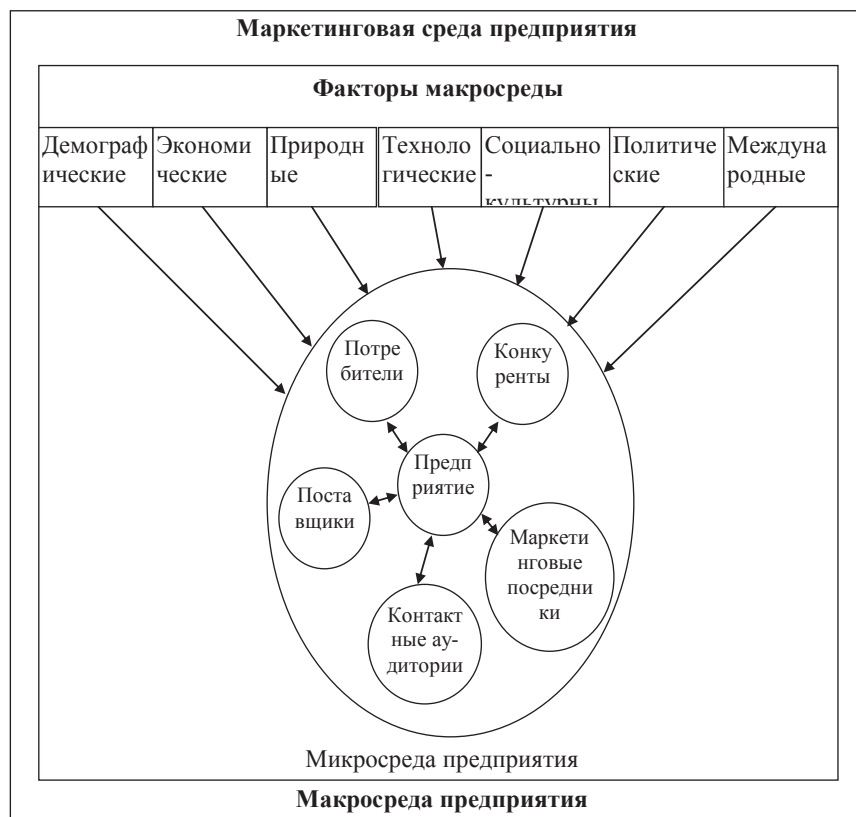 Маркетинговая среда предприятия
Факторы макросреды
Демограф
ические
Экономи
ческие
Природн
ые
Техноло
гические
Социально
-
культурны
Политиче
ские
Междуна
родные
Потре
бители
Конку
ренты
Предп
риятие
Поста
вщики
Маркети
нговые
посредни
ки
Контакт
ные ау-
дитории
Микросреда предприятия
Макросреда предприятия